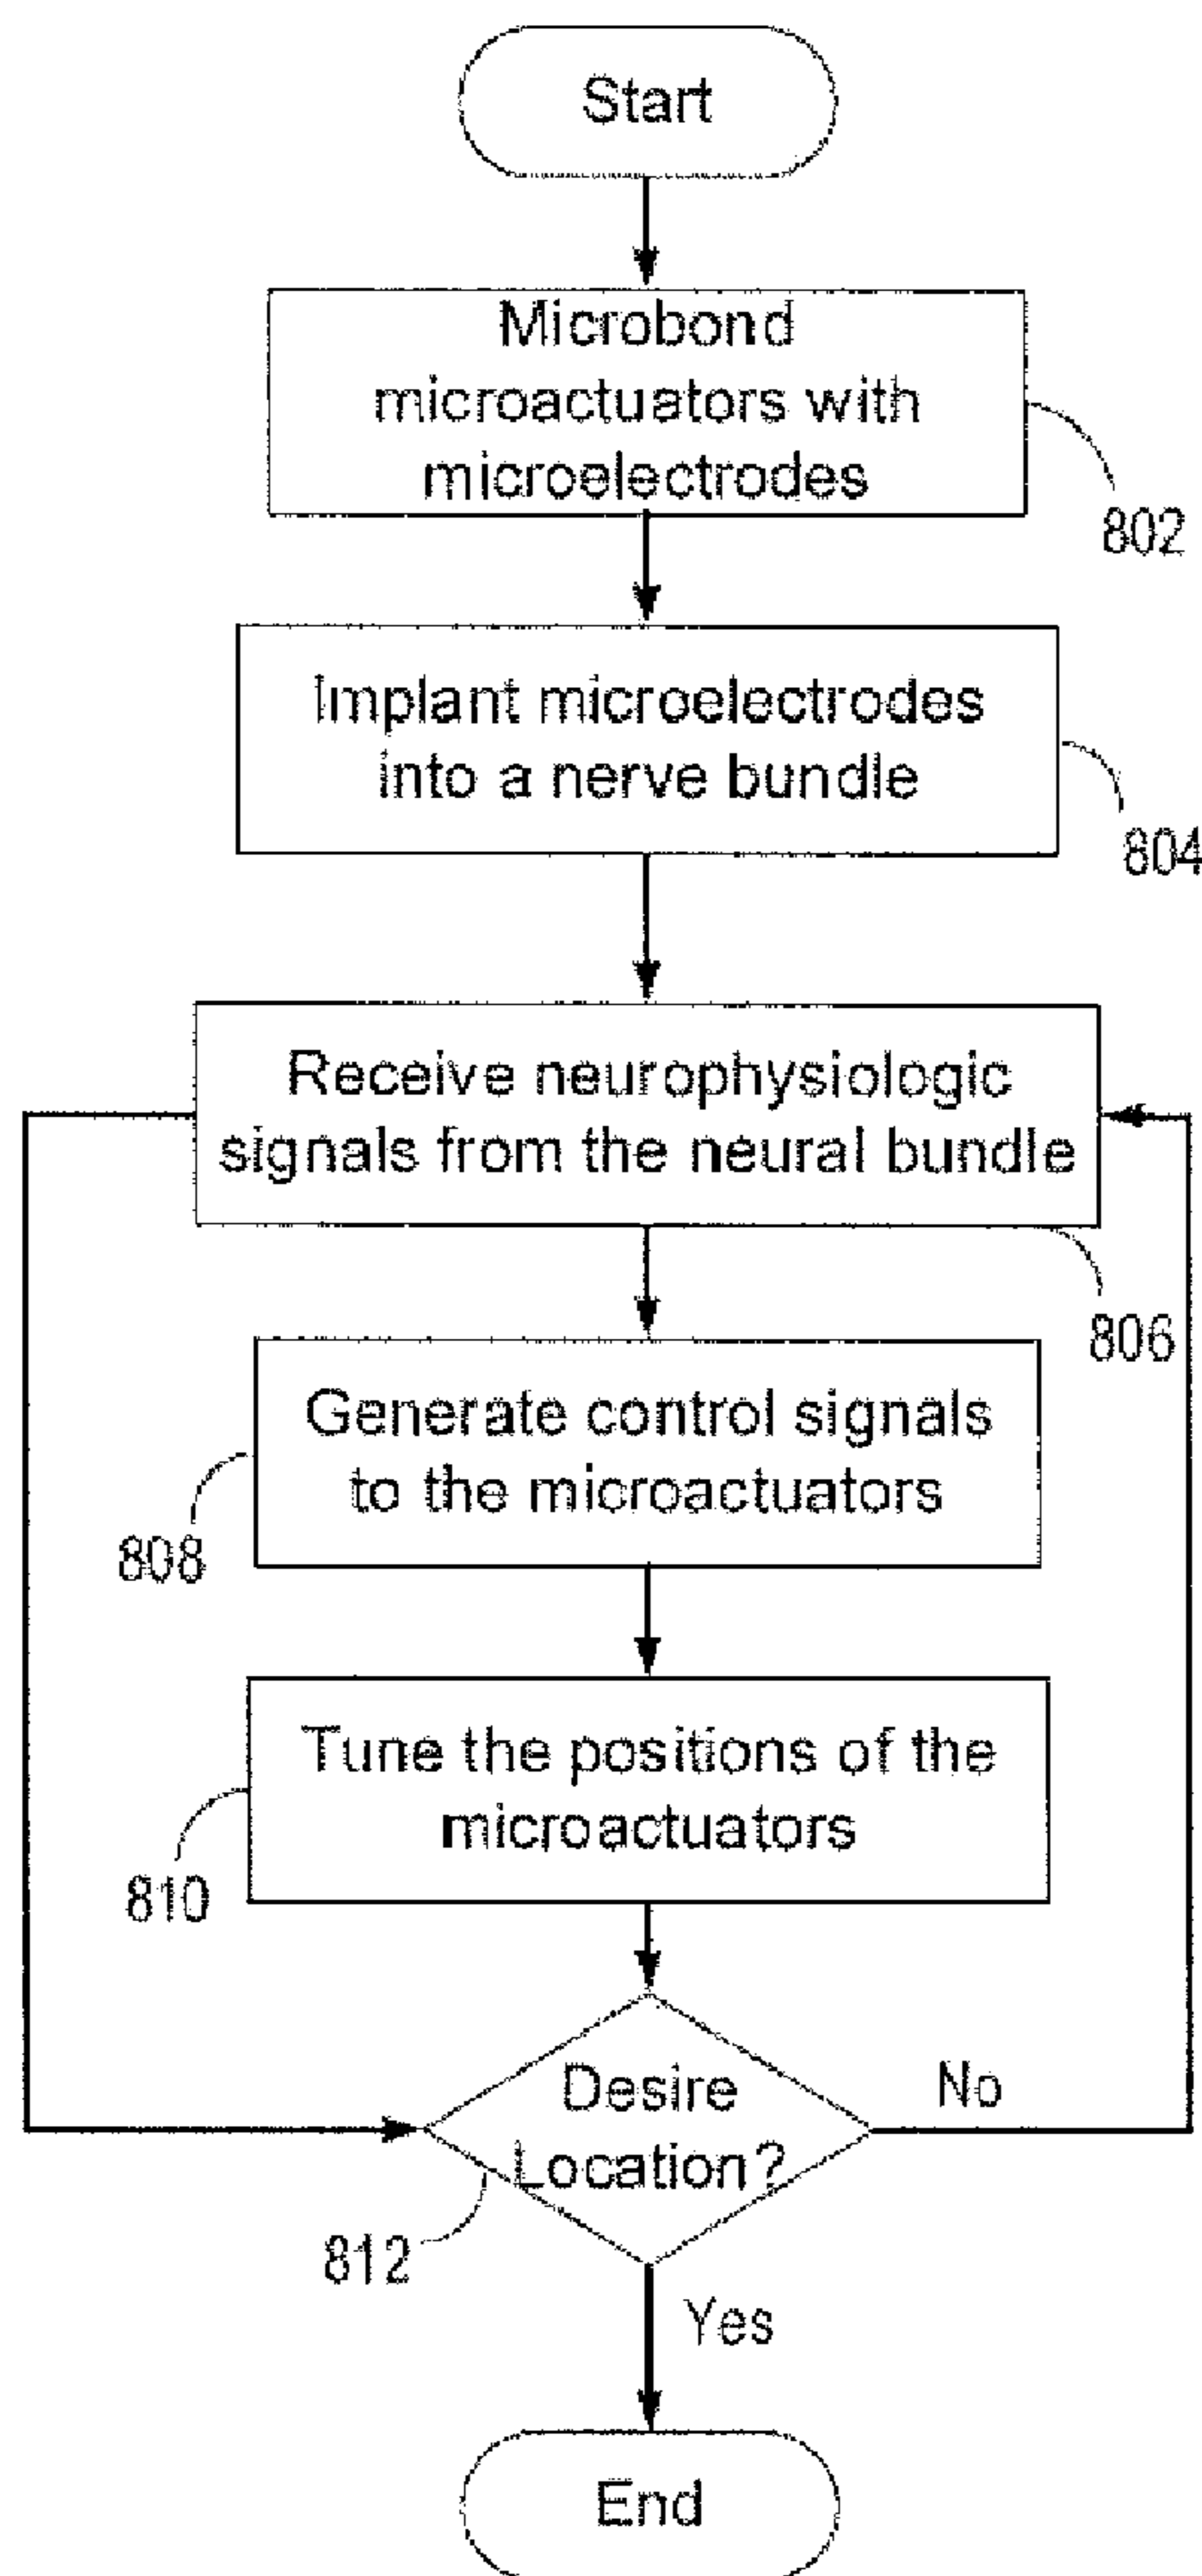 Start
Microbond
microactuators with
microelectrodes
802
Implant microelectrodes
into a nerve bundle
804
Receive neurophysiologic
signals from the neural bundle
806
Generate control signals
to the microactuators
808
Tune the positions of the
microactuators
810
Desire
Location?
No
812
Yes
End